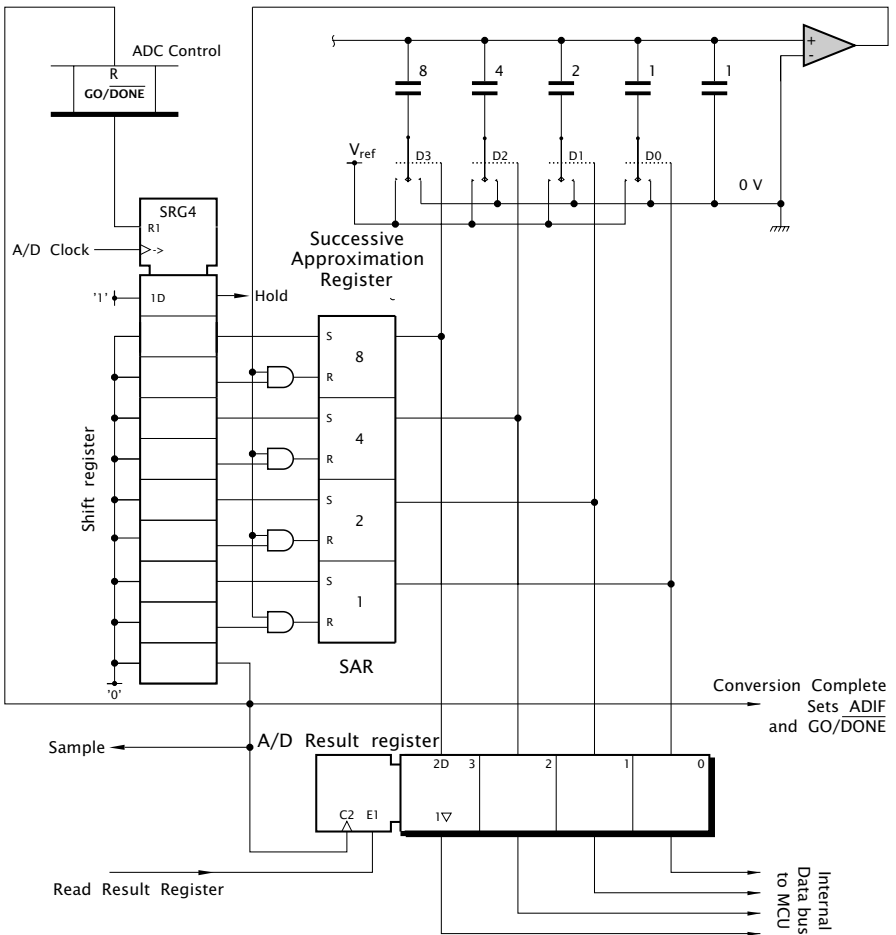 ADC Control
R
GO/DONE
8
4
2
1
1
+
-
Vref
D3
D2
D1
D0
0 V
SRG4
R1
A/D Clock
->
Successive
Approximation
Register
'1'
1D
Hold
S
8
R
S
4
R
S
2
R
S
1
R
Shift register
'0'
SAR
Conversion Complete
Sets ADIF
and GO/DONE
Sample
A/D Result register
2D
3
2
1
0
C2
E1
1▽
Read Result Register
Internal
Data bus
to MCU